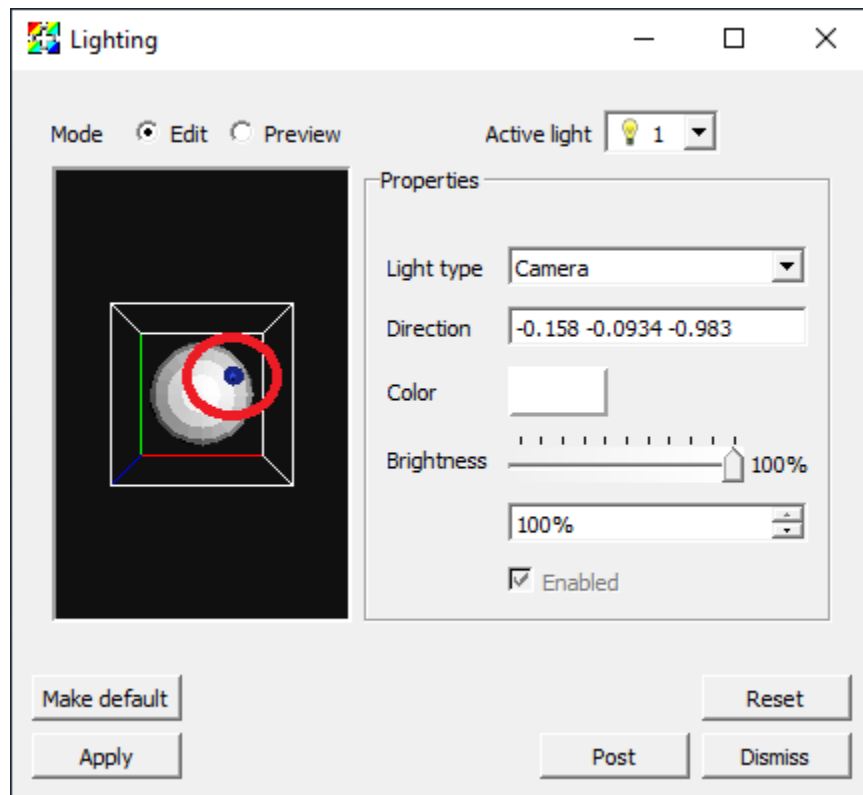 Lighting
Mode Edit Preview Active light 1
Properties
Light type Camera
Direction -0.158 -0.0934 -0.983
Color
Brightness 100%
100%
Enabled
Make default Reset
Apply Post Dismiss